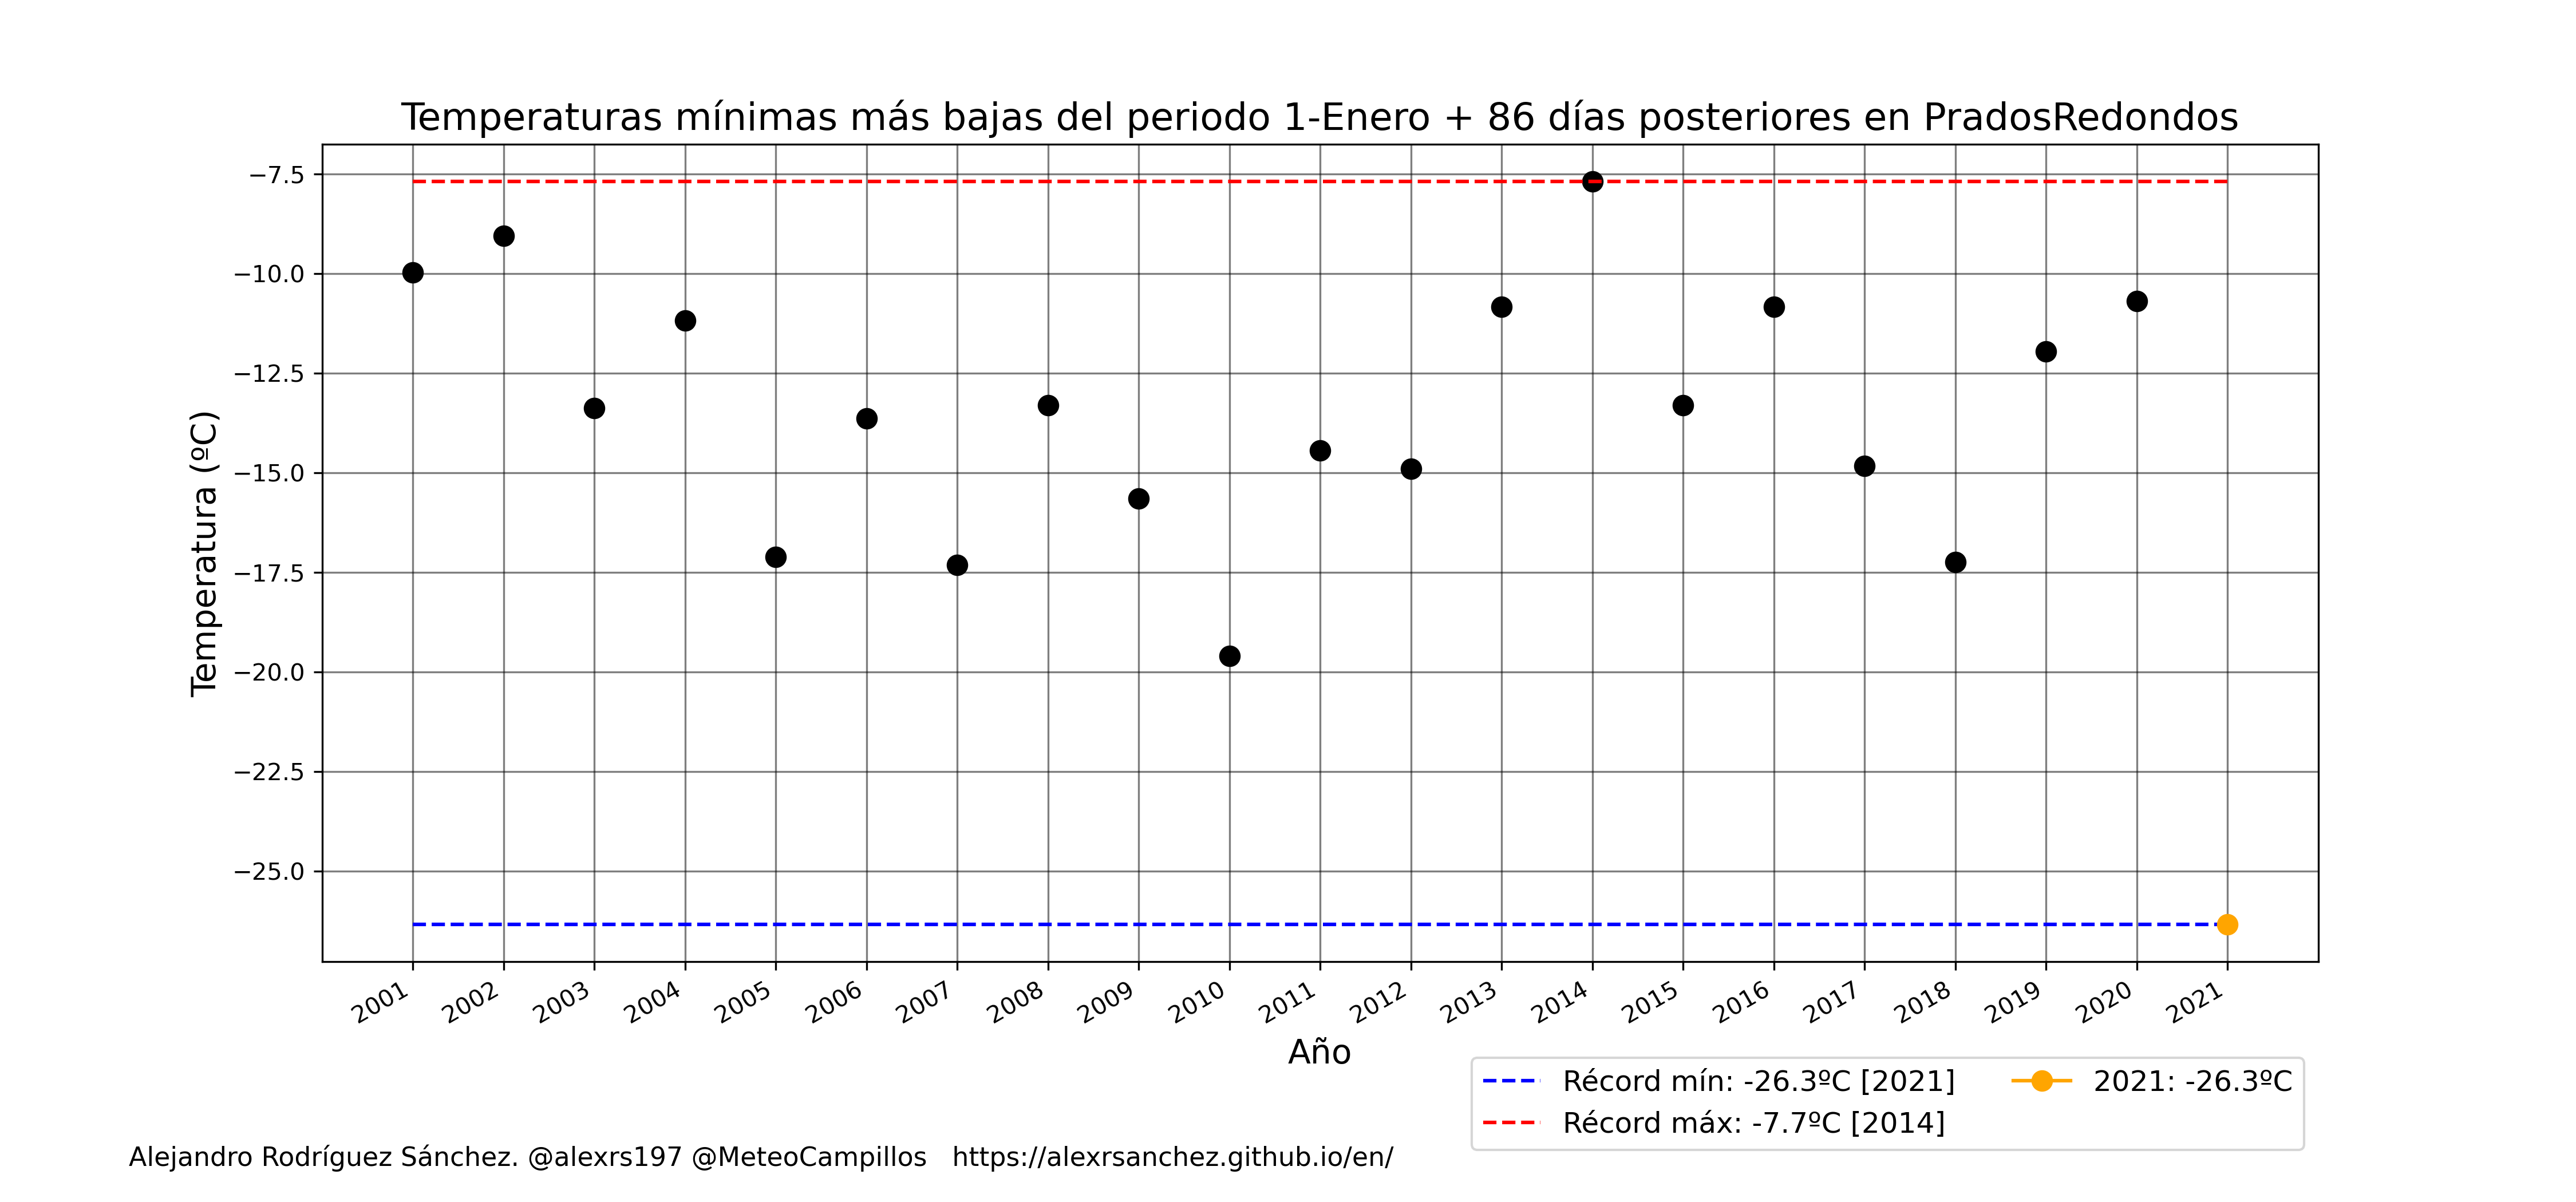 Temperaturas mínimas más bajas del periodo 1-Enero + 86 días posteriores en PradosRedondos
Temperatura (ºC)
−7.5
−10.0
−12.5
−15.0
−17.5
−20.0
−22.5
−25.0
2001 2002 2003 2004 2005 2006 2007 2008 2009 2010 2011 2012 2013 2014 2015 2016 2017 2018 2019 2020 2021
Año
Récord mín: -26.3ºC [2021]
Récord máx: -7.7ºC [2014]
2021: -26.3ºC
Alejandro Rodríguez Sánchez. @alexrs197 @MeteoCampillos https://alexrsanchez.github.io/en/